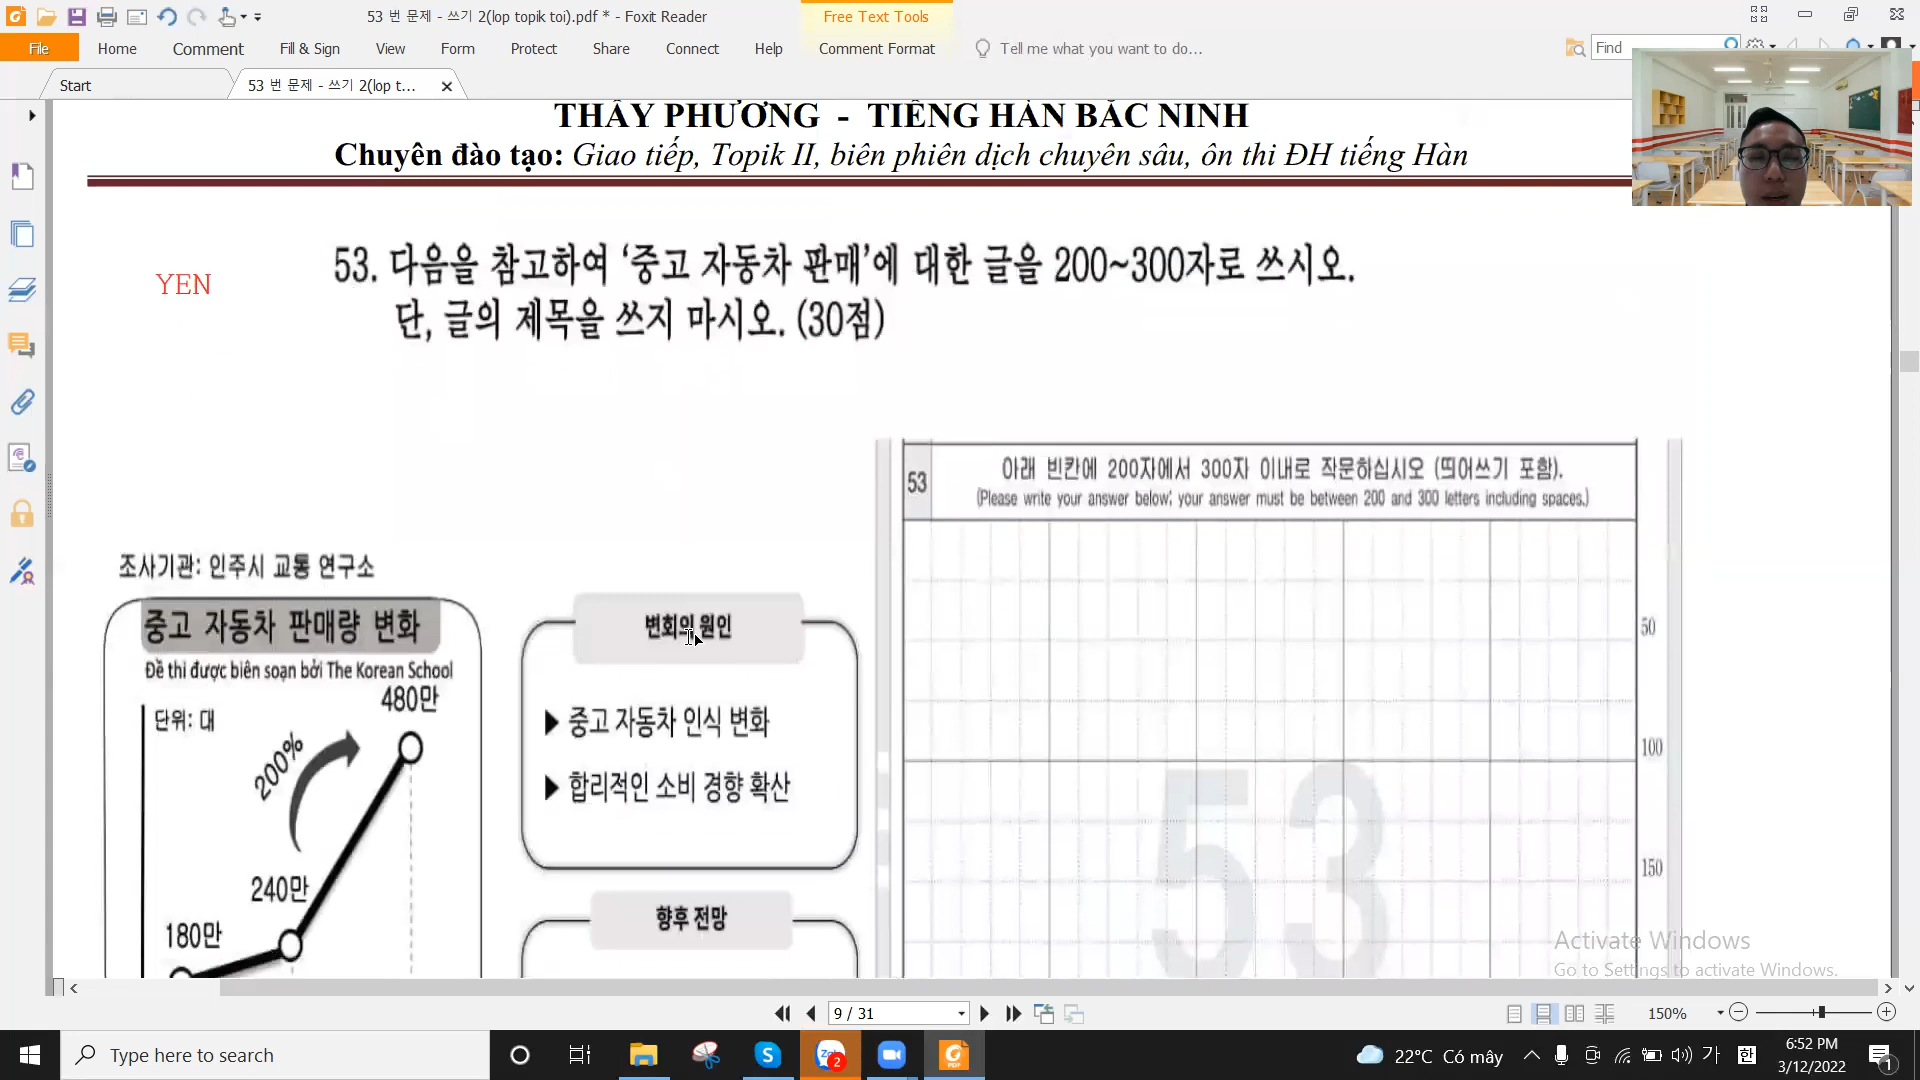 53 번 문제 - 쓰기 2(lop topik toi).pdf * - Foxit Reader
Free Text Tools
File
Home
Comment
Fill & Sign
View
Form
Protect
Share
Connect
Help
Comment Format
Tell me what you want to do...
Find
Start
53 번 문제 - 쓰기 2(lop t...
THẦY PHƯƠNG - TIẾNG HÀN BẮC NINH
Chuyên đào tạo: Giao tiếp, Topik II, biên phiên dịch chuyên sâu, ôn thi ĐH tiếng Hàn
YEN
53. 다음을 참고하여 '중고 자동차 판매'에 대한 글을 200~300자로 쓰시오.
단, 글의 제목을 쓰지 마시오. (30점)
53
아래 빈칸에 200자에서 300자 이내로 작문하십시오 (띄어쓰기 포함).
(Please write your answer below; your answer must be between 200 and 300 letters including spaces.)
조사기관: 인주시 교통 연구소
중고 자동차 판매량 변화
Đề thi được biên soạn bởi The Korean School
단위: 대
480만
200%
240만
180만
변회의 원인
▶ 중고 자동차 인식 변화
▶ 합리적인 소비 경향 확산
향후 전망
50
100
150
53
Activate Windows
Go to Settings to activate Windows.
9 / 31
150%
Type here to search
2
22°C Có mây
가
한
6:52 PM
3/12/2022
1